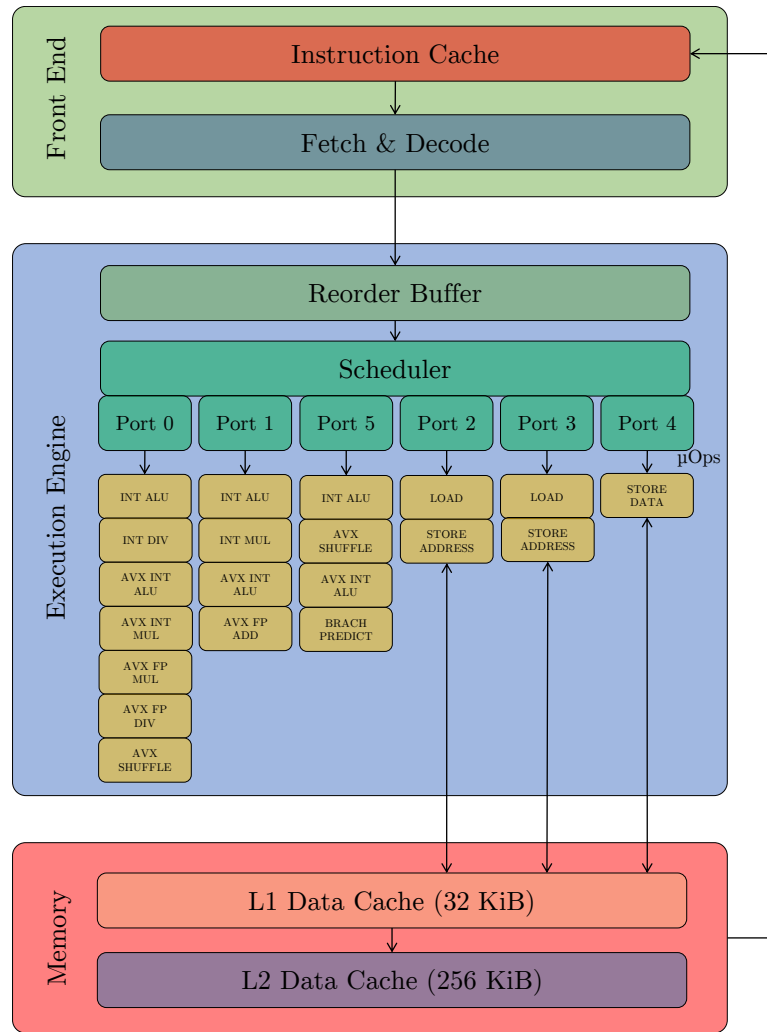 Front End
Instruction Cache
Fetch & Decode
Execution Engine
Reorder Buffer
Scheduler
Port 0
Port 1
Port 5
Port 2
Port 3
Port 4
µOps
INT ALU
INT DIV
AVX INT
ALU
AVX INT
MUL
AVX FP
MUL
AVX FP
DIV
AVX
SHUFFLE
INT ALU
INT MUL
AVX INT
ALU
AVX FP
ADD
INT ALU
AVX
SHUFFLE
AVX INT
ALU
BRACH
PREDICT
LOAD
STORE
ADDRESS
LOAD
STORE
ADDRESS
STORE
DATA
Memory
L1 Data Cache (32 KiB)
L2 Data Cache (256 KiB)